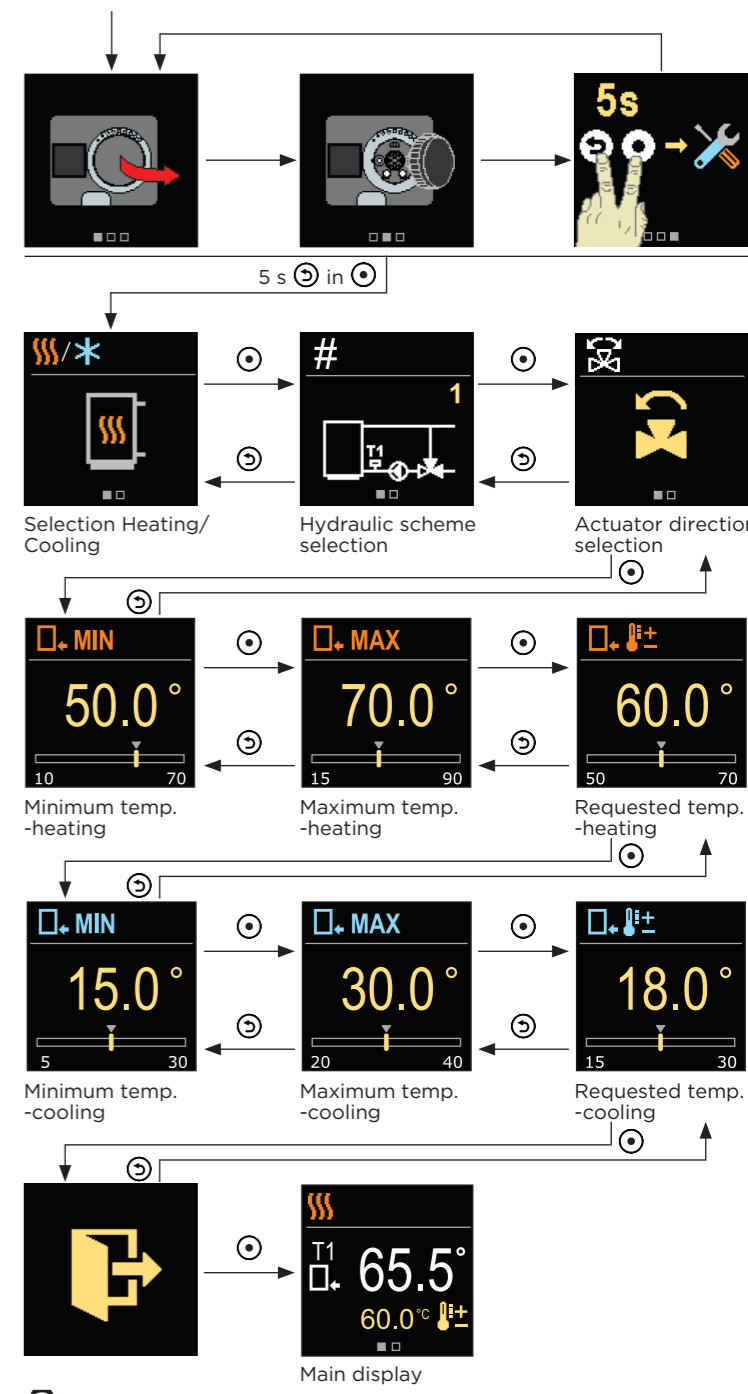 5s
5 s in
/
#
1
T1
Selection Heating/
Cooling
Hydraulic scheme
selection
Actuator direction
selection
MIN
50.0°
10 70
Minimum temp.
-heating
MAX
70.0°
15 90
Maximum temp.
-heating
60.0°
50 70
Requested temp.
-heating
MIN
15.0°
5 30
Minimum temp.
-cooling
MAX
30.0°
20 40
Maximum temp.
-cooling
18.0°
15 30
Requested temp.
-cooling
T1
65.5°
60.0°C
Main display